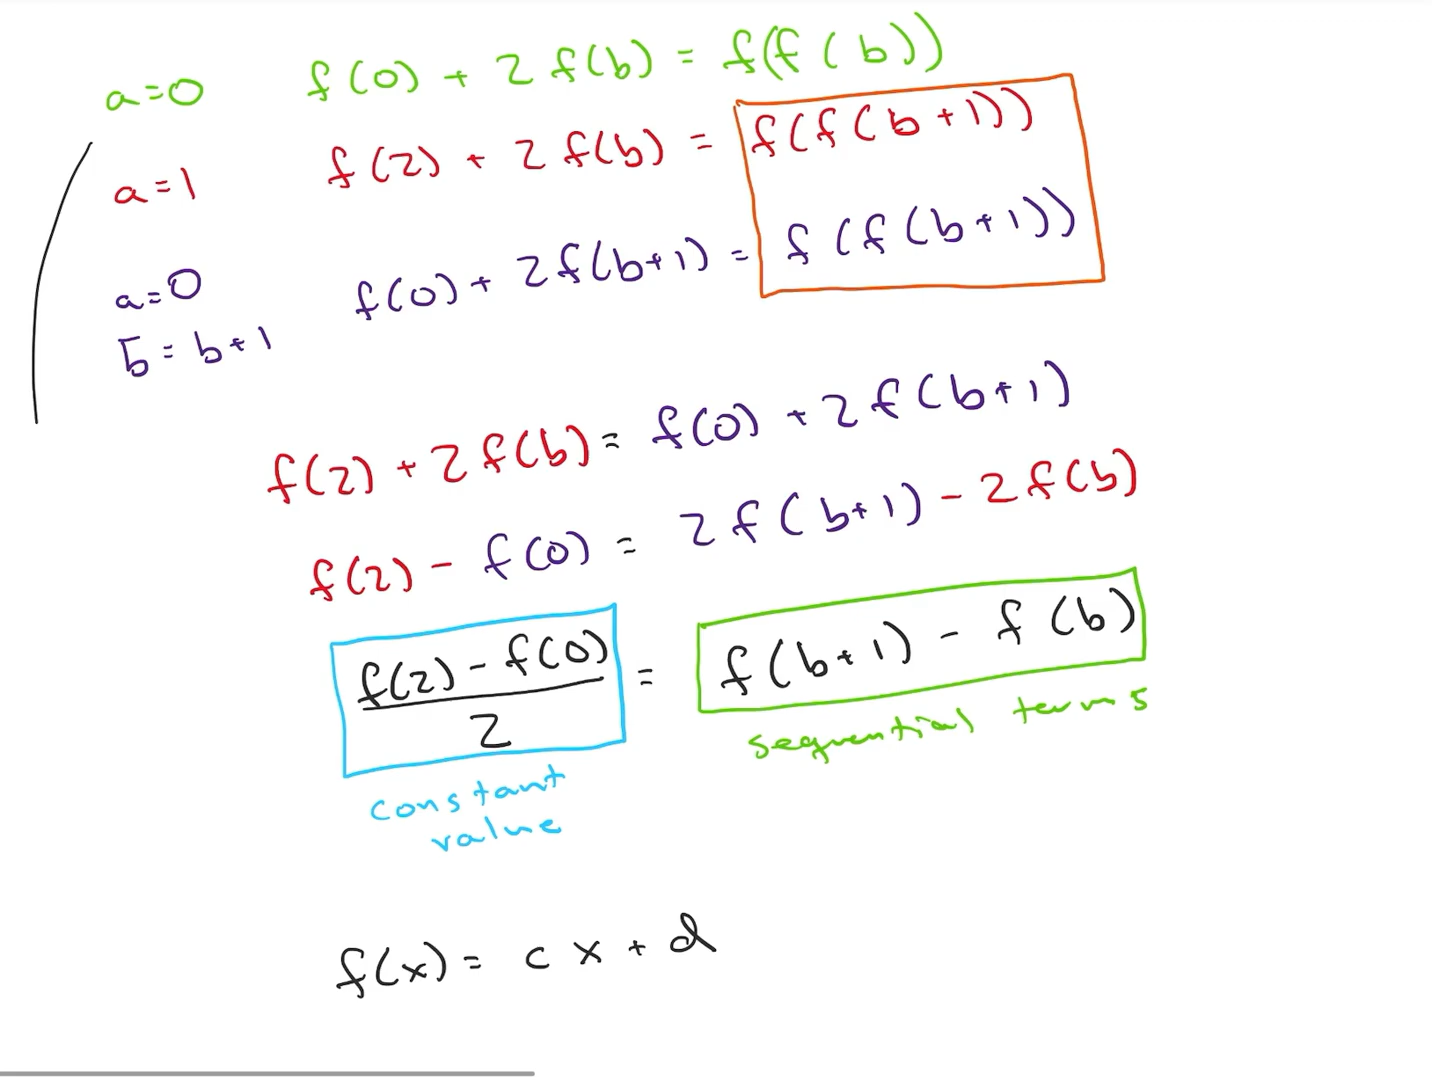 a=0 f(0) + 2f(b) = f(f(b))
a=1 f(2) + 2f(b) = f(f(b+1))
a=0 f(0) + 2f(b+1) = f(f(b+1))
b̄ = b+1
f(2) + 2f(b) = f(0) + 2f(b+1)
f(2) - f(0) = 2f(b+1) - 2f(b)
f(2) - f(0) / 2 = f(b+1) - f(b)
constant value
sequential terms
f(x) = cx + d